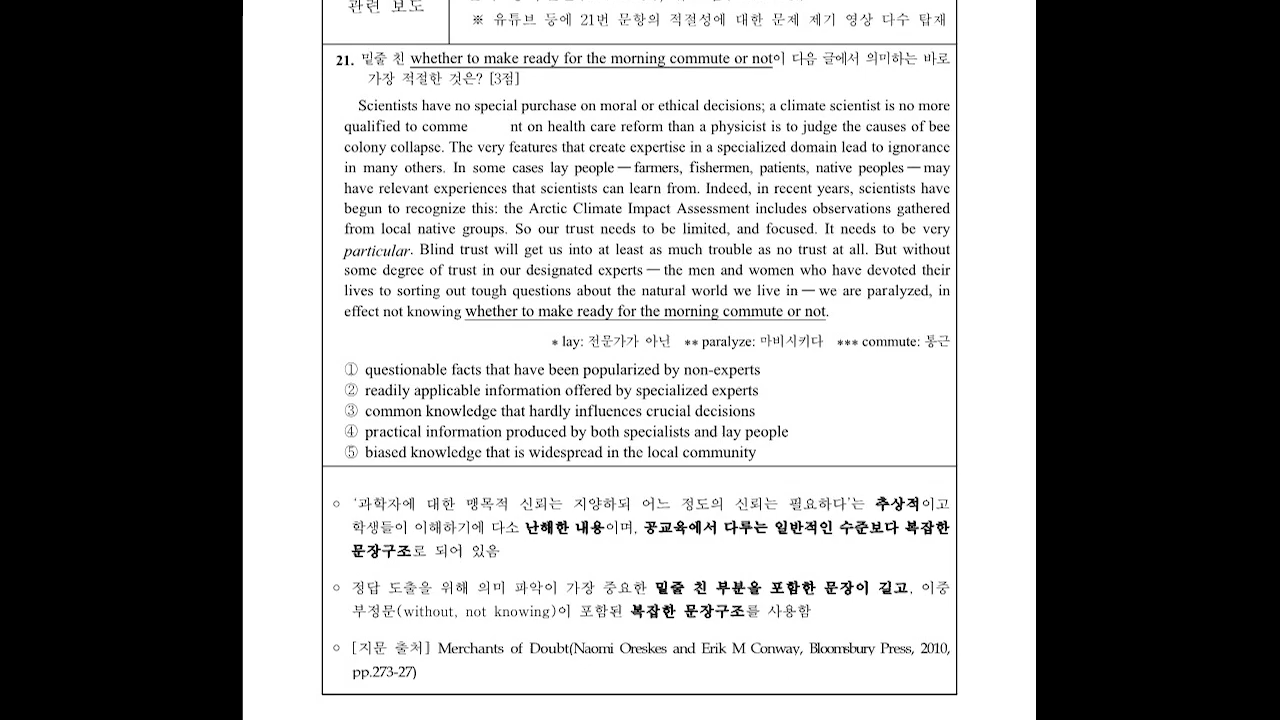 관련 보도
※ 유튜브 등에 21번 문항의 적절성에 대한 문제 제기 영상 다수 탑재
21. 밑줄 친 whether to make ready for the morning commute or not이 다음 글에서 의미하는 바로
가장 적절한 것은? [3점]
Scientists have no special purchase on moral or ethical decisions; a climate scientist is no more
qualified to comme nt on health care reform than a physicist is to judge the causes of bee
colony collapse. The very features that create expertise in a specialized domain lead to ignorance
in many others. In some cases lay people — farmers, fishermen, patients, native peoples — may
have relevant experiences that scientists can learn from. Indeed, in recent years, scientists have
begun to recognize this: the Arctic Climate Impact Assessment includes observations gathered
from local native groups. So our trust needs to be limited, and focused. It needs to be very
particular. Blind trust will get us into at least as much trouble as no trust at all. But without
some degree of trust in our designated experts — the men and women who have devoted their
lives to sorting out tough questions about the natural world we live in — we are paralyzed, in
effect not knowing whether to make ready for the morning commute or not.
* lay: 전문가가 아닌 ** paralyze: 마비시키다 *** commute: 통근
① questionable facts that have been popularized by non-experts
② readily applicable information offered by specialized experts
③ common knowledge that hardly influences crucial decisions
④ practical information produced by both specialists and lay people
⑤ biased knowledge that is widespread in the local community
○ '과학자에 대한 맹목적 신뢰는 지양하되 어느 정도의 신뢰는 필요하다'는 추상적이고
학생들이 이해하기에 다소 난해한 내용이며, 공교육에서 다루는 일반적인 수준보다 복잡한
문장구조로 되어 있음
○ 정답 도출을 위해 의미 파악이 가장 중요한 밑줄 친 부분을 포함한 문장이 길고, 이중
부정문(without, not knowing)이 포함된 복잡한 문장구조를 사용함
○ [지문 출처] Merchants of Doubt(Naomi Oreskes and Erik M Conway, Bloomsbury Press, 2010,
pp.273-27)